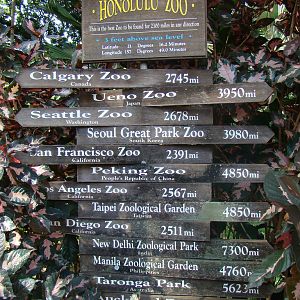 HONOLULU ZOO
This is the best Zoo to be found for 2300 miles in any direction
5 feet above sea level
Latitude 21 Degrees 16.2 Minutes
Longitude 157 Degrees 49.0 Minutes
Calgary Zoo 2745mi
Canada
Ueno Zoo 3950mi
Japan
Seattle Zoo 2678mi
Washington
Seoul Great Park Zoo 3980mi
South Korea
San Francisco Zoo 2391mi
California
Peking Zoo 4850mi
People's Republic of China
Los Angeles Zoo 2567mi
California
Taipei Zoological Garden 4850mi
Taiwan
San Diego Zoo 2511mi
California
New Delhi Zoological Park 7300mi
India
Manila Zoological Garden 4760mi
Philippines
Taronga Park 5623mi
Australia